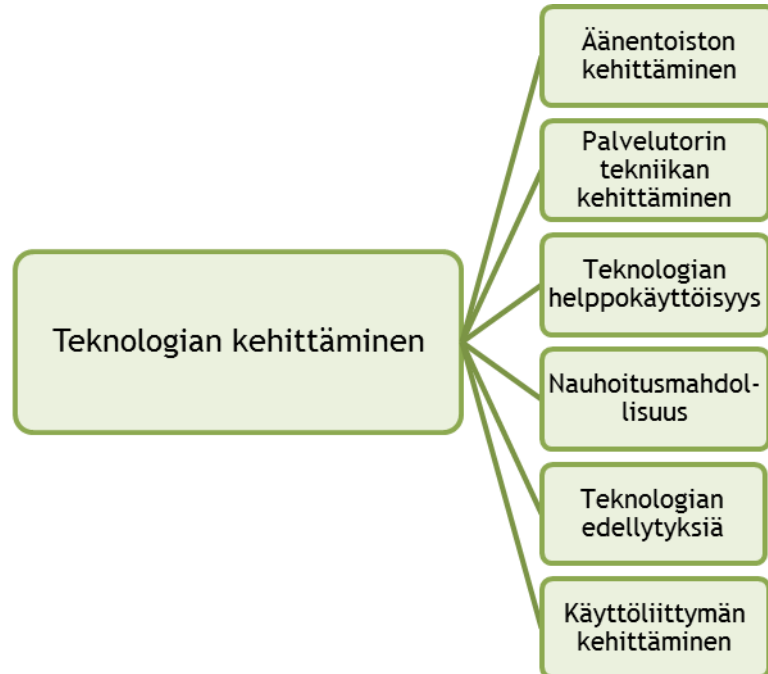 Äänentoiston
kehittäminen
Palvelutorin
tekniikan
kehittäminen
Teknologian
helppokäyttöisyys
Teknologian kehittäminen
Nauhoitusmahdol-
lisuus
Teknologian
edellytyksiä
Käyttöliittymän
kehittäminen